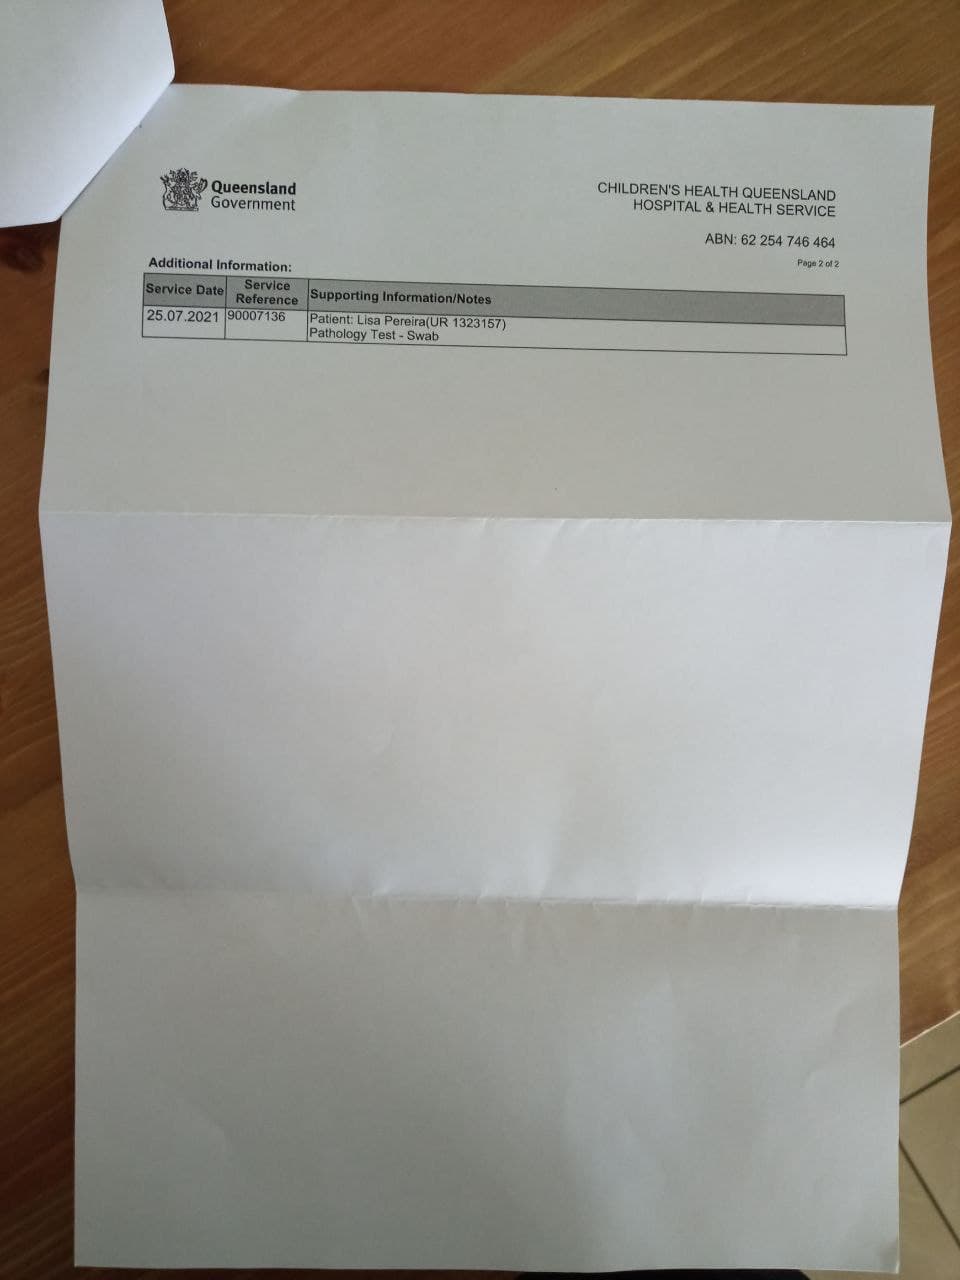 Queensland
Government
CHILDREN'S HEALTH QUEENSLAND
HOSPITAL & HEALTH SERVICE
ABN: 62 254 746 464
Page 2 of 2
Additional Information:
Service Date Service Reference Supporting Information/Notes
25.07.2021 90007136 Patient: Lisa Pereira(UR 1323157)
Pathology Test - Swab